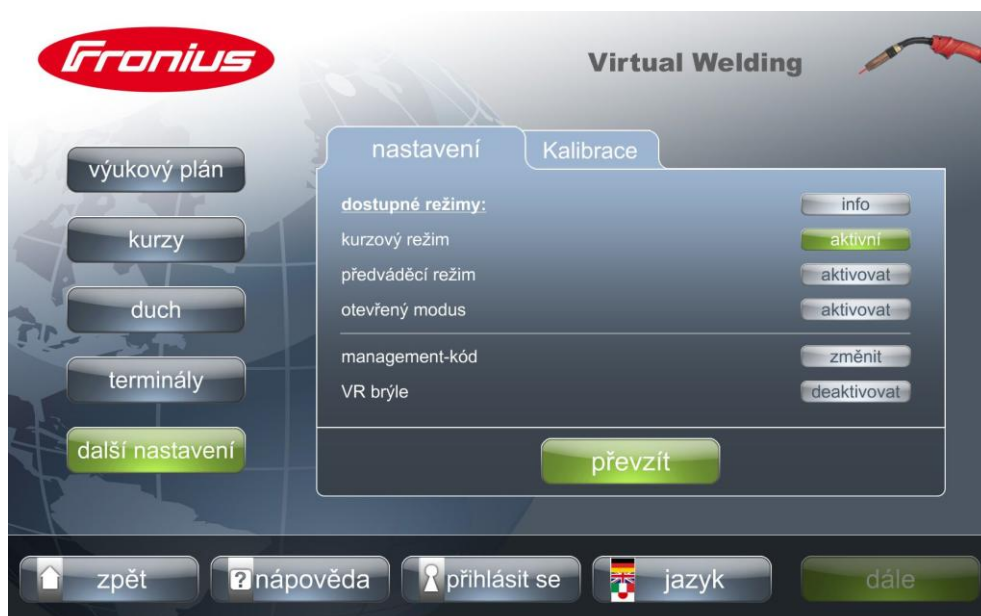 Fronius
Virtual Welding
výukový plán
kurzy
duch
terminály
další nastavení
nastavení
Kalibrace
dostupné režimy:
info
kurzový režim
aktivní
předváděcí režim
aktivovat
otevřený modus
aktivovat
management-kód
změnit
VR brýle
deaktivovat
převzít
zpět
? nápověda
přihlásit se
jazyk
dále